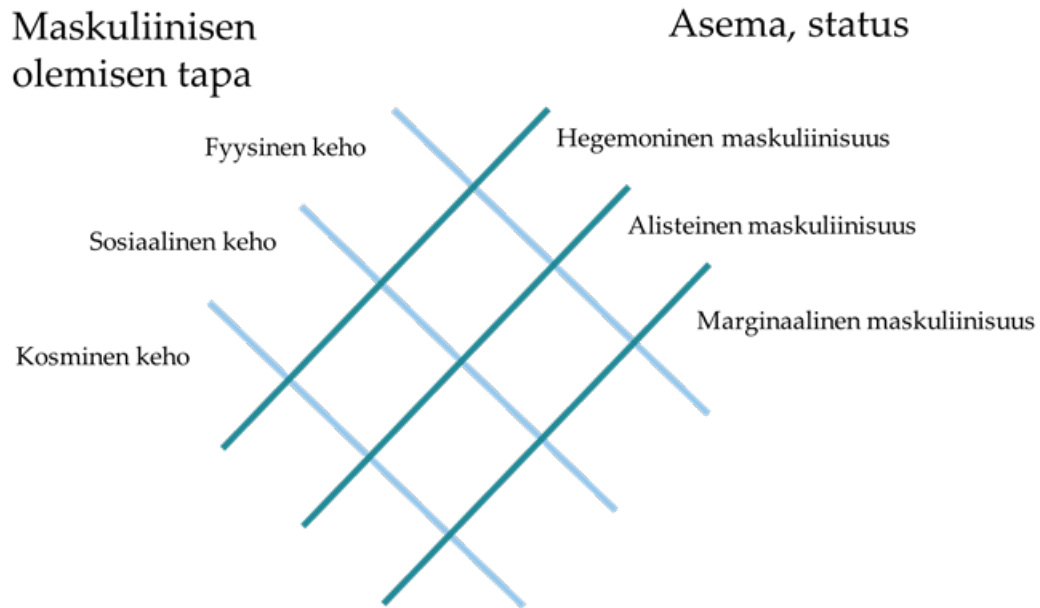 Maskuliinisen
olemisen tapa
Asema, status
Fyysinen keho
Hegemoninen maskuliinisuus
Sosiaalinen keho
Alisteinen maskuliinisuus
Kosminen keho
Marginaalinen maskuliinisuus